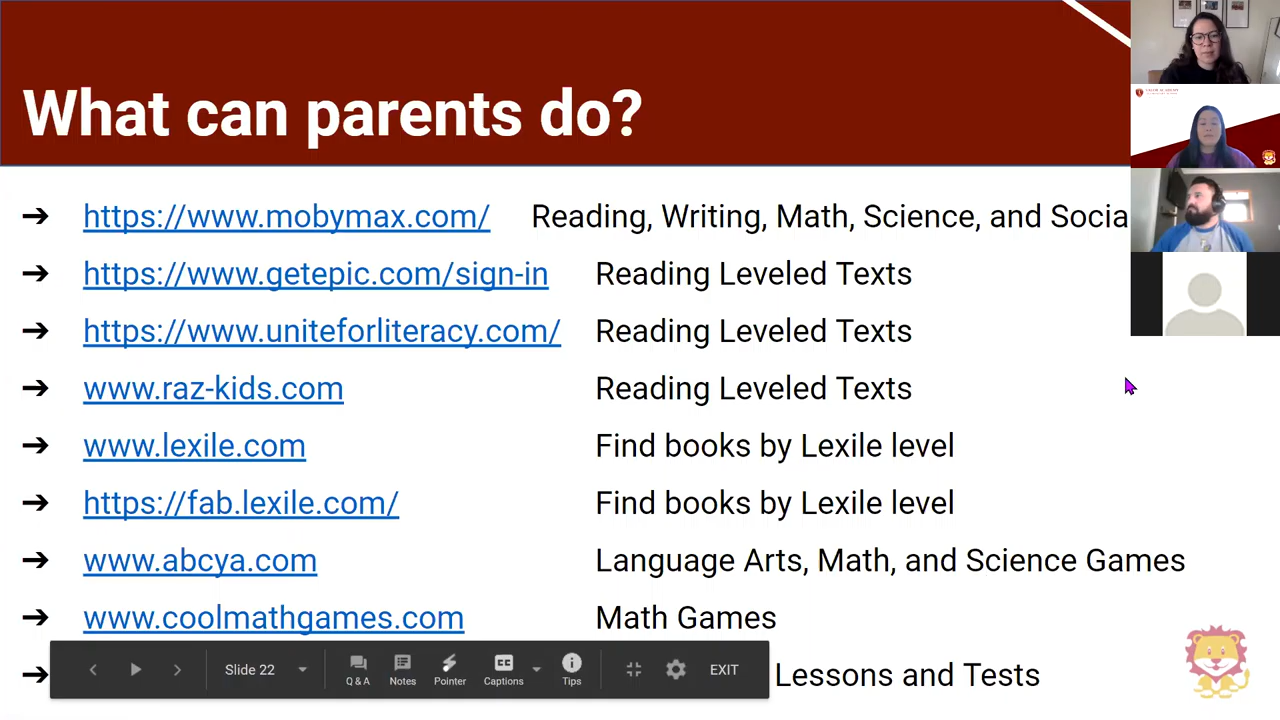 What can parents do?
➔ https://www.mobymax.com/ Reading, Writing, Math, Science, and Socia
➔ https://www.getepic.com/sign-in Reading Leveled Texts
➔ https://www.uniteforliteracy.com/ Reading Leveled Texts
➔ www.raz-kids.com Reading Leveled Texts
➔ www.lexile.com Find books by Lexile level
➔ https://fab.lexile.com/ Find books by Lexile level
➔ www.abcya.com Language Arts, Math, and Science Games
➔ www.coolmathgames.com Math Games
➔ Lessons and Tests
Slide 22 Q & A Notes Pointer CC Captions Tips EXIT